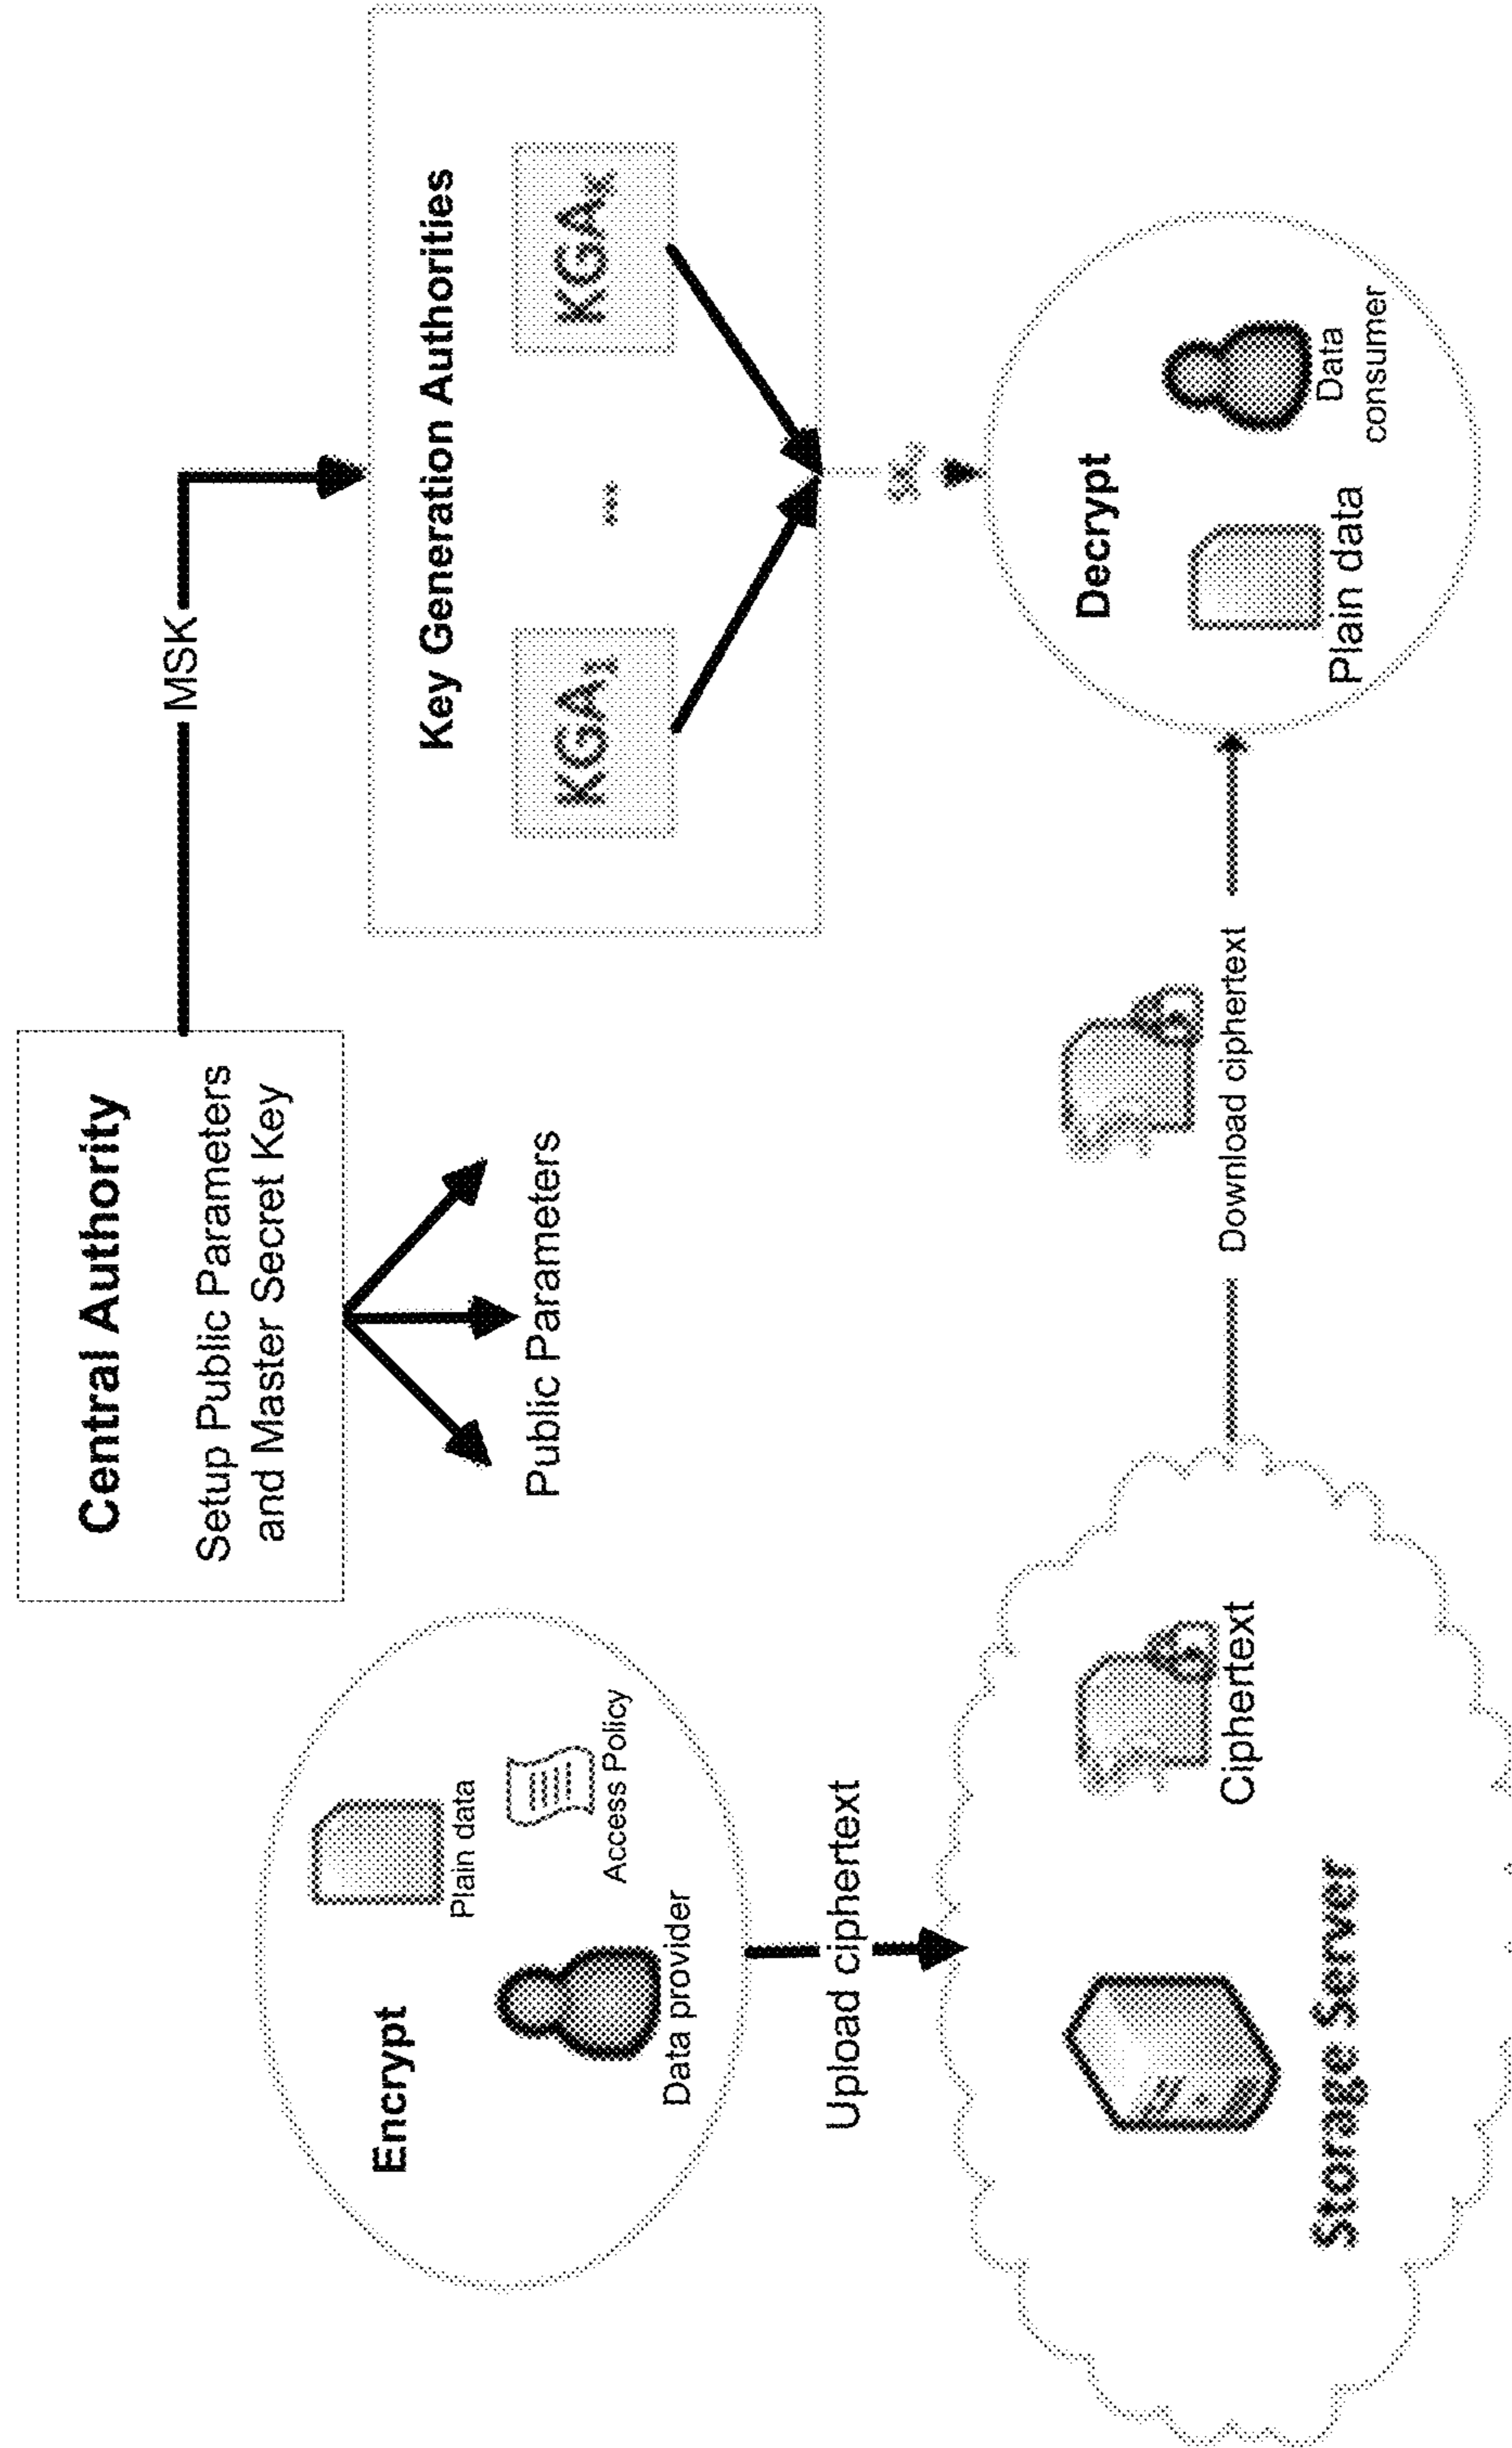 Central Authority
Setup Public Parameters
and Master Secret Key
MSK
Public Parameters
Key Generation Authorities
KGA₁
...
KGAₓ
Encrypt
Plain data
Access Policy
Data provider
Upload ciphertext
Storage Server
Ciphertext
Download ciphertext
Decrypt
Plain data
Data
consumer